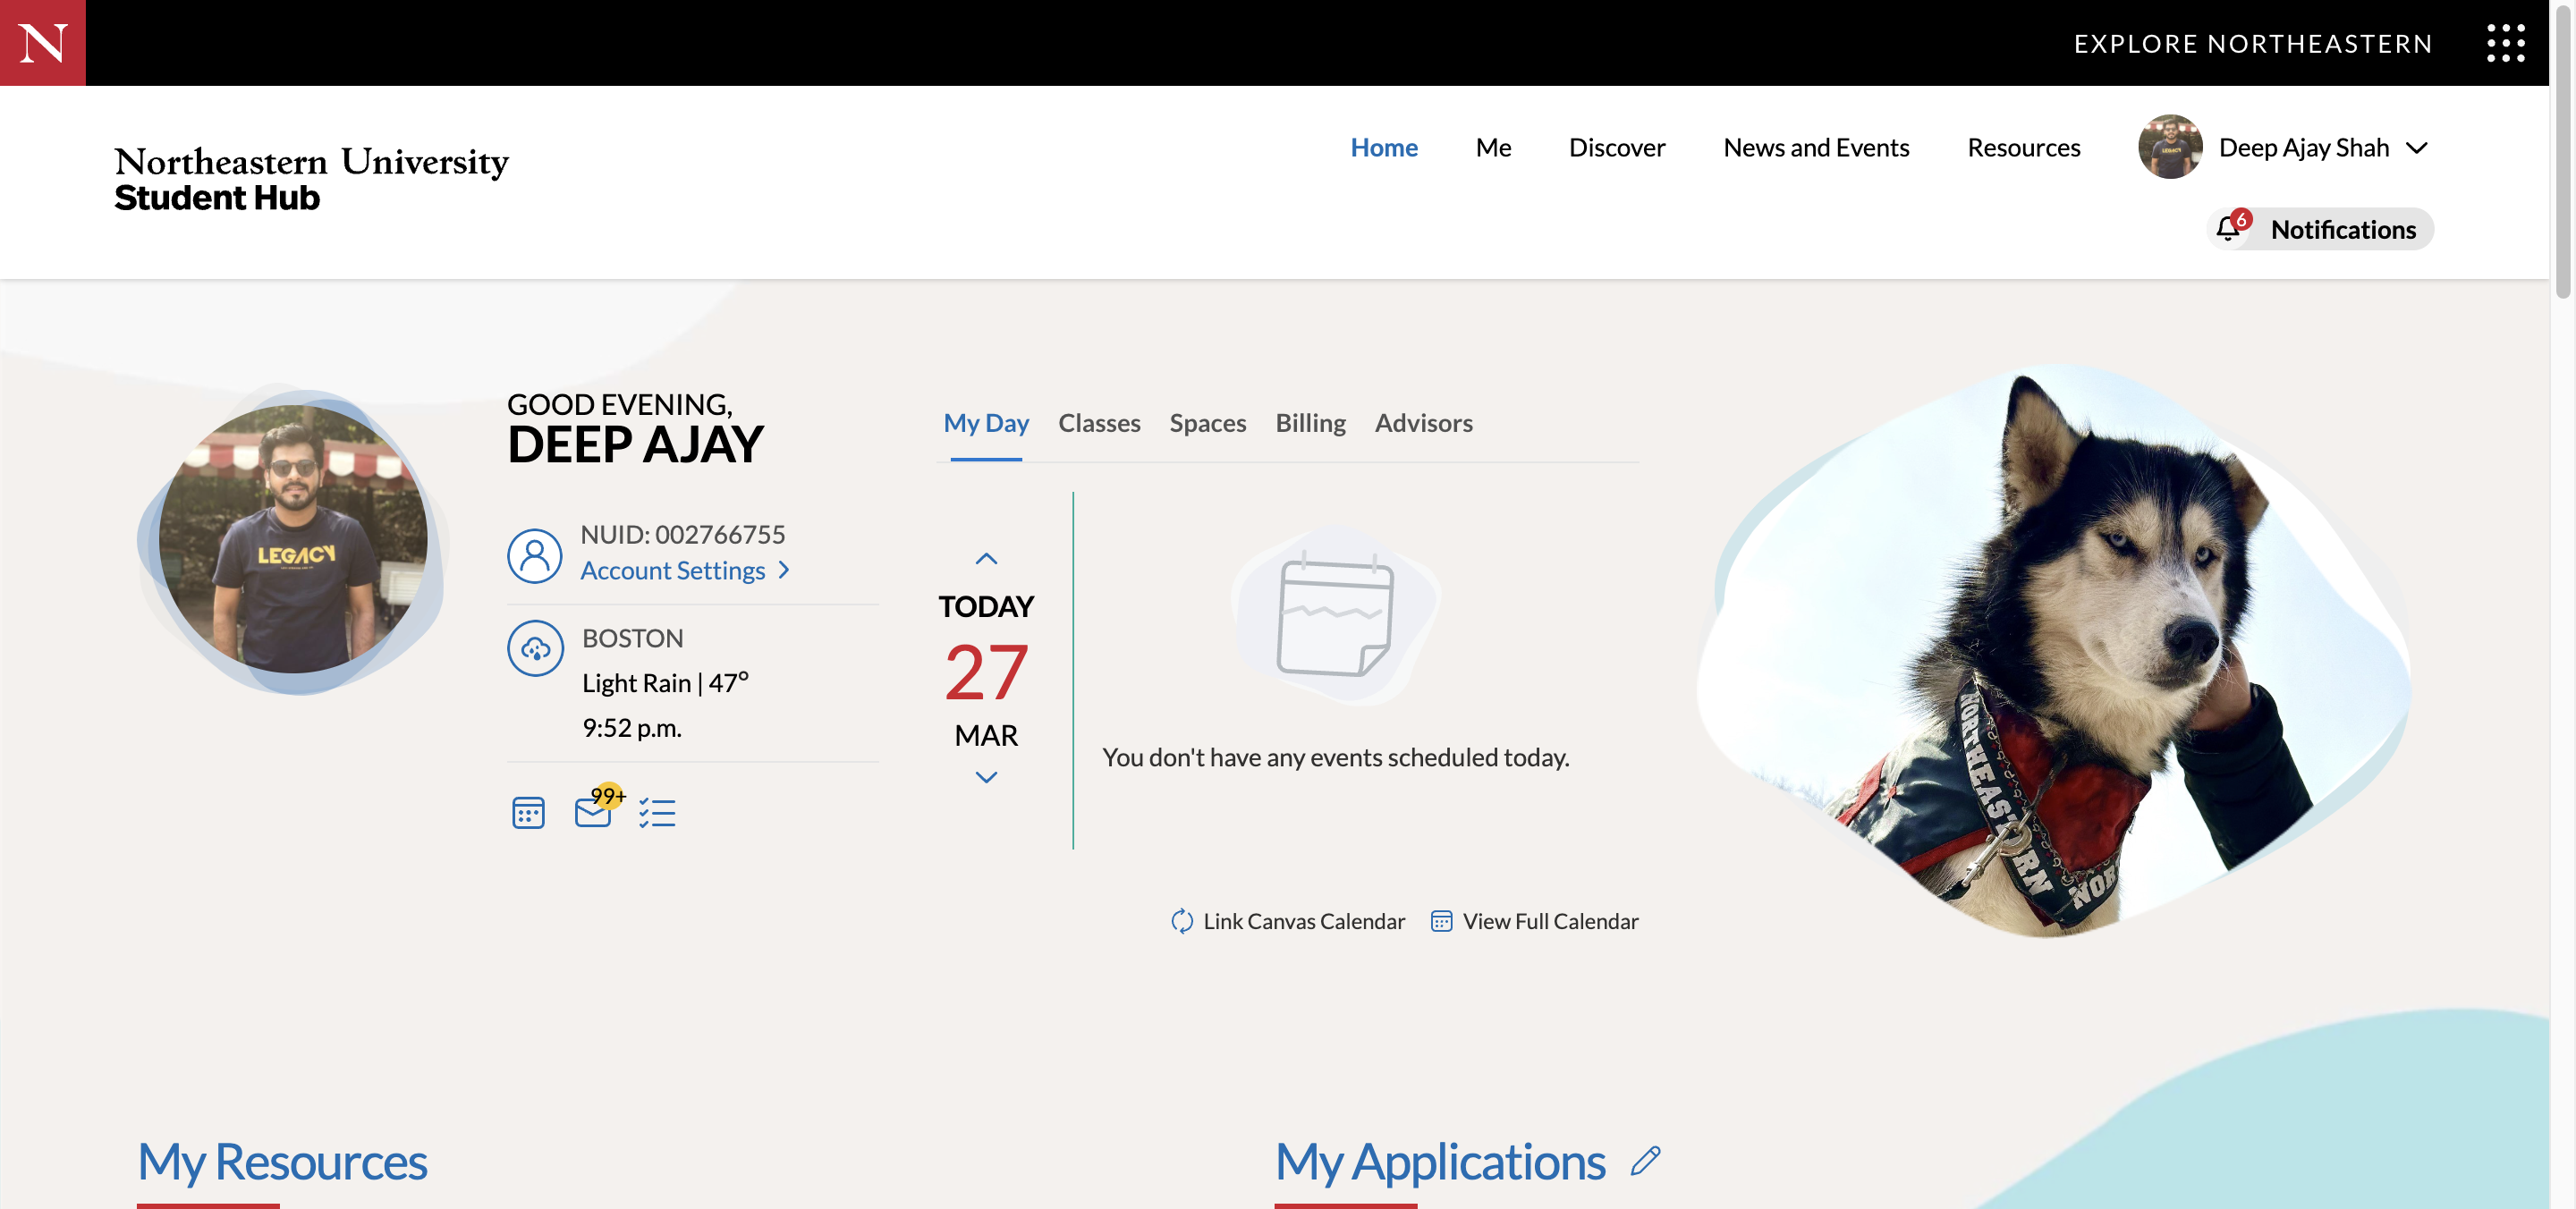 N
EXPLORE NORTHEASTERN
Northeastern University
Student Hub
Home Me Discover News and Events Resources Deep Ajay Shah
6 Notifications
GOOD EVENING,
DEEP AJAY
NUID: 002766755
Account Settings
BOSTON
Light Rain | 47°
9:52 p.m.
99+
LEGACY
My Day Classes Spaces Billing Advisors
TODAY
27
MAR
You don't have any events scheduled today.
Link Canvas Calendar View Full Calendar
NORTHEASTERN
NOR
My Resources
My Applications